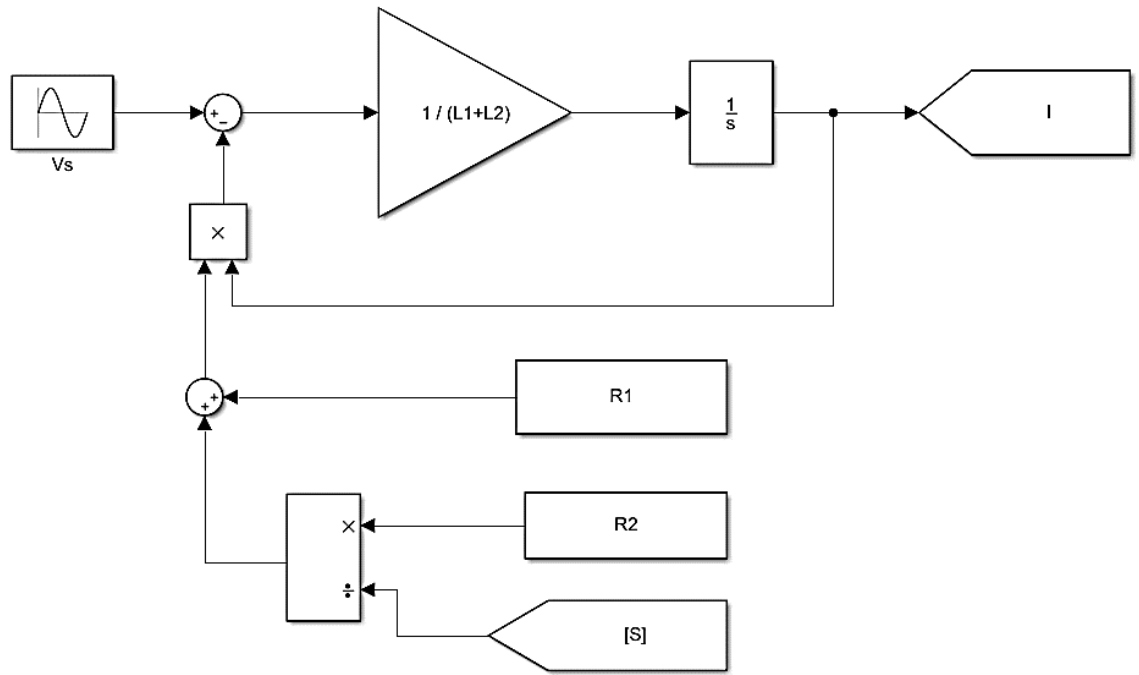 1 / (L1+L2)
1
s
I
+
−
Vs
×
R1
+
+
R2
×
÷
[S]